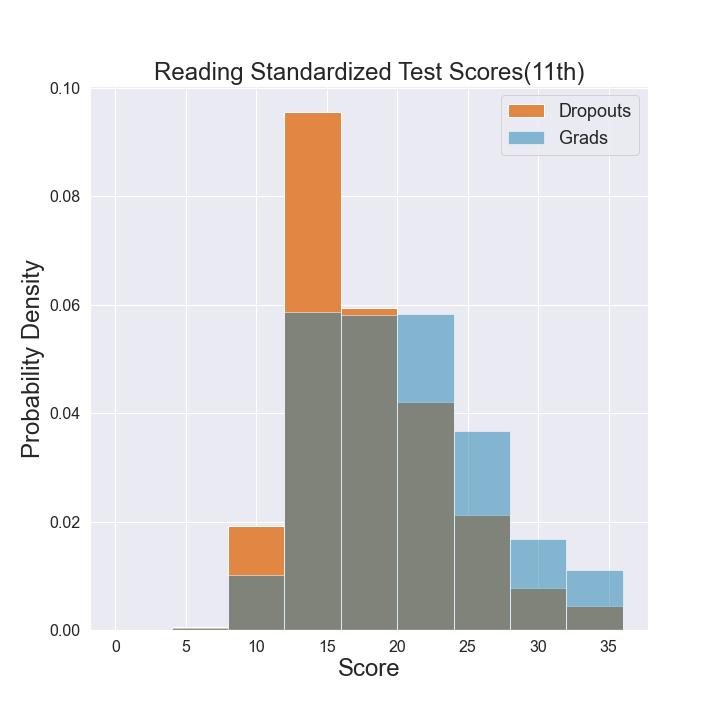 Reading Standardized Test Scores(11th)
Dropouts
Grads
Probability Density
0.10
0.08
0.06
0.04
0.02
0.00
0 5 10 15 20 25 30 35
Score